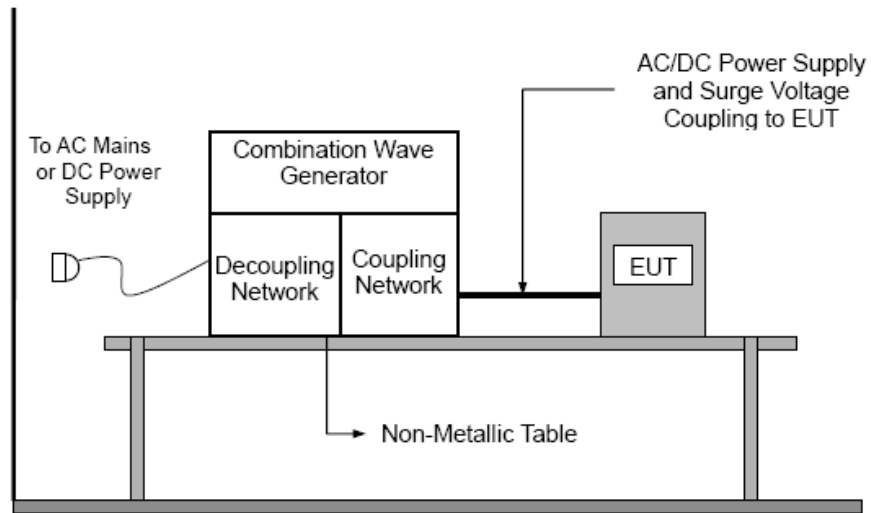 AC/DC Power Supply
and Surge Voltage
Coupling to EUT
To AC Mains
or DC Power
Supply
Combination Wave
Generator
Decoupling
Network
Coupling
Network
EUT
Non-Metallic Table